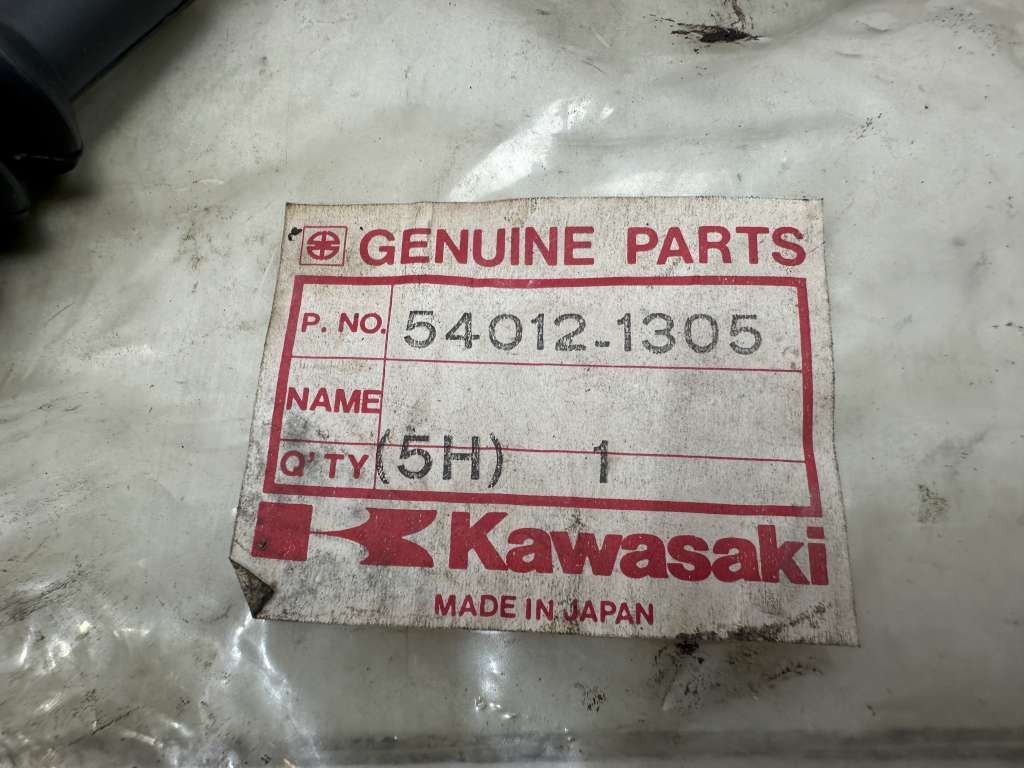 GENUINE PARTS
P. NO. 54012-1305
NAME
Q'TY (5H) 1
Kawasaki
MADE IN JAPAN